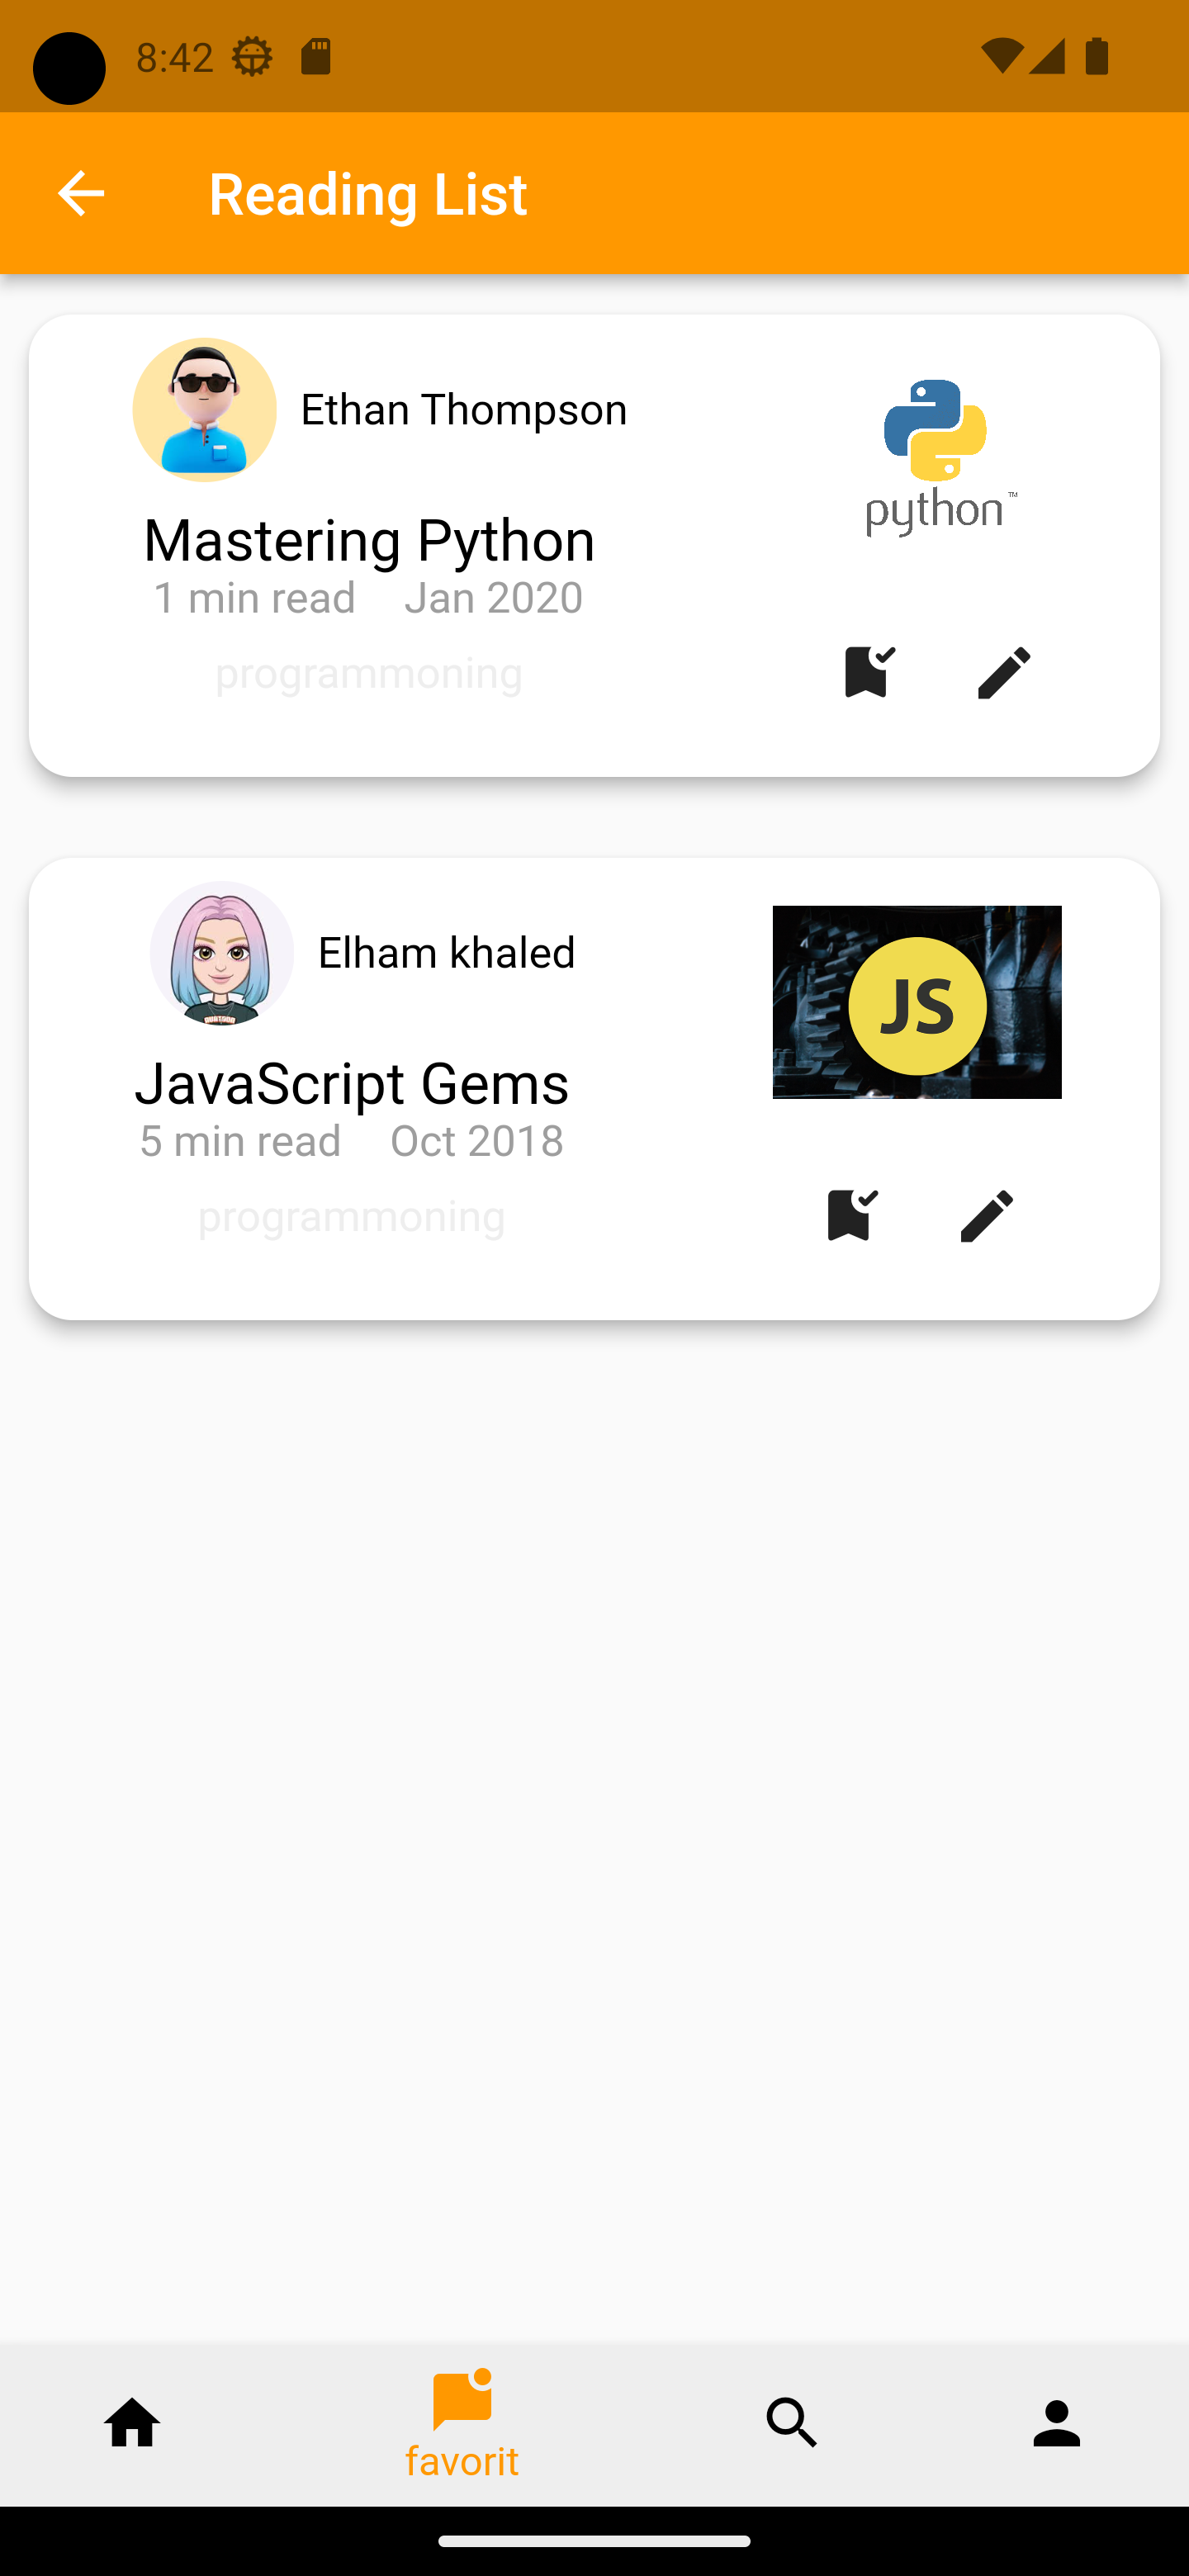 8:42
Reading List
Ethan Thompson
python™
Mastering Python
1 min read Jan 2020
programmoning
Elham khaled
JS
JavaScript Gems
5 min read Oct 2018
programmoning
favorit